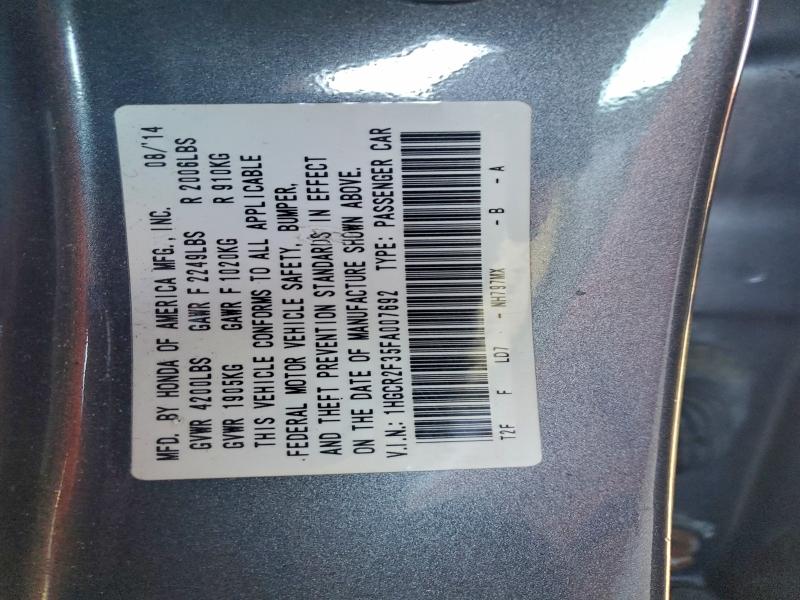 MFD. BY HONDA OF AMERICA MFG., INC. 08/'14
GVWR 4200LBS GAWR F 2249LBS R 2006LBS
GVWR 1905KG GAWR F 1020KG R 910KG
THIS VEHICLE CONFORMS TO ALL APPLICABLE
FEDERAL MOTOR VEHICLE SAFETY, BUMPER,
AND THEFT PREVENTION STANDARDS IN EFFECT
ON THE DATE OF MANUFACTURE SHOWN ABOVE.
V.I.N.: 1HGCR2F35FA007692 TYPE: PASSENGER CAR
T2F F LD7 - NH797MX - B - A